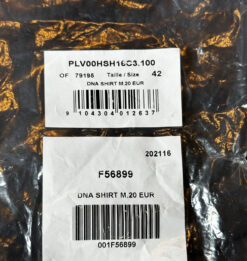 PLV00HSH16C3.100
OF 79195 Taille / Size 42
DNA SHIRT M.20 EUR
9 104304 012637
202116
F56899
DNA SHIRT M.20 EUR
001F56899